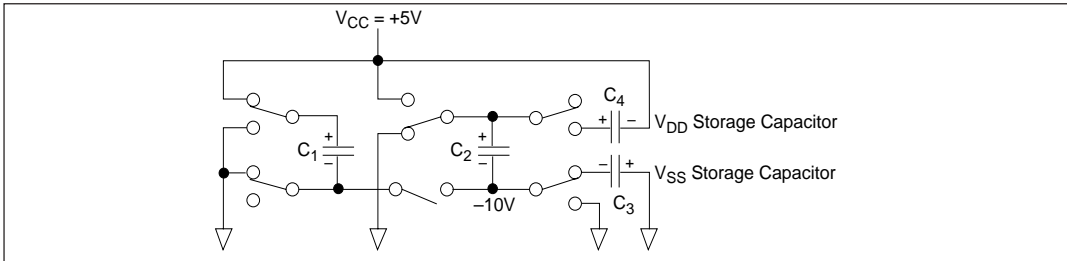 VCC = +5V
C4
+ –
VDD Storage Capacitor
C1
+
–
C2
+
–
– +
VSS Storage Capacitor
C3
–10V